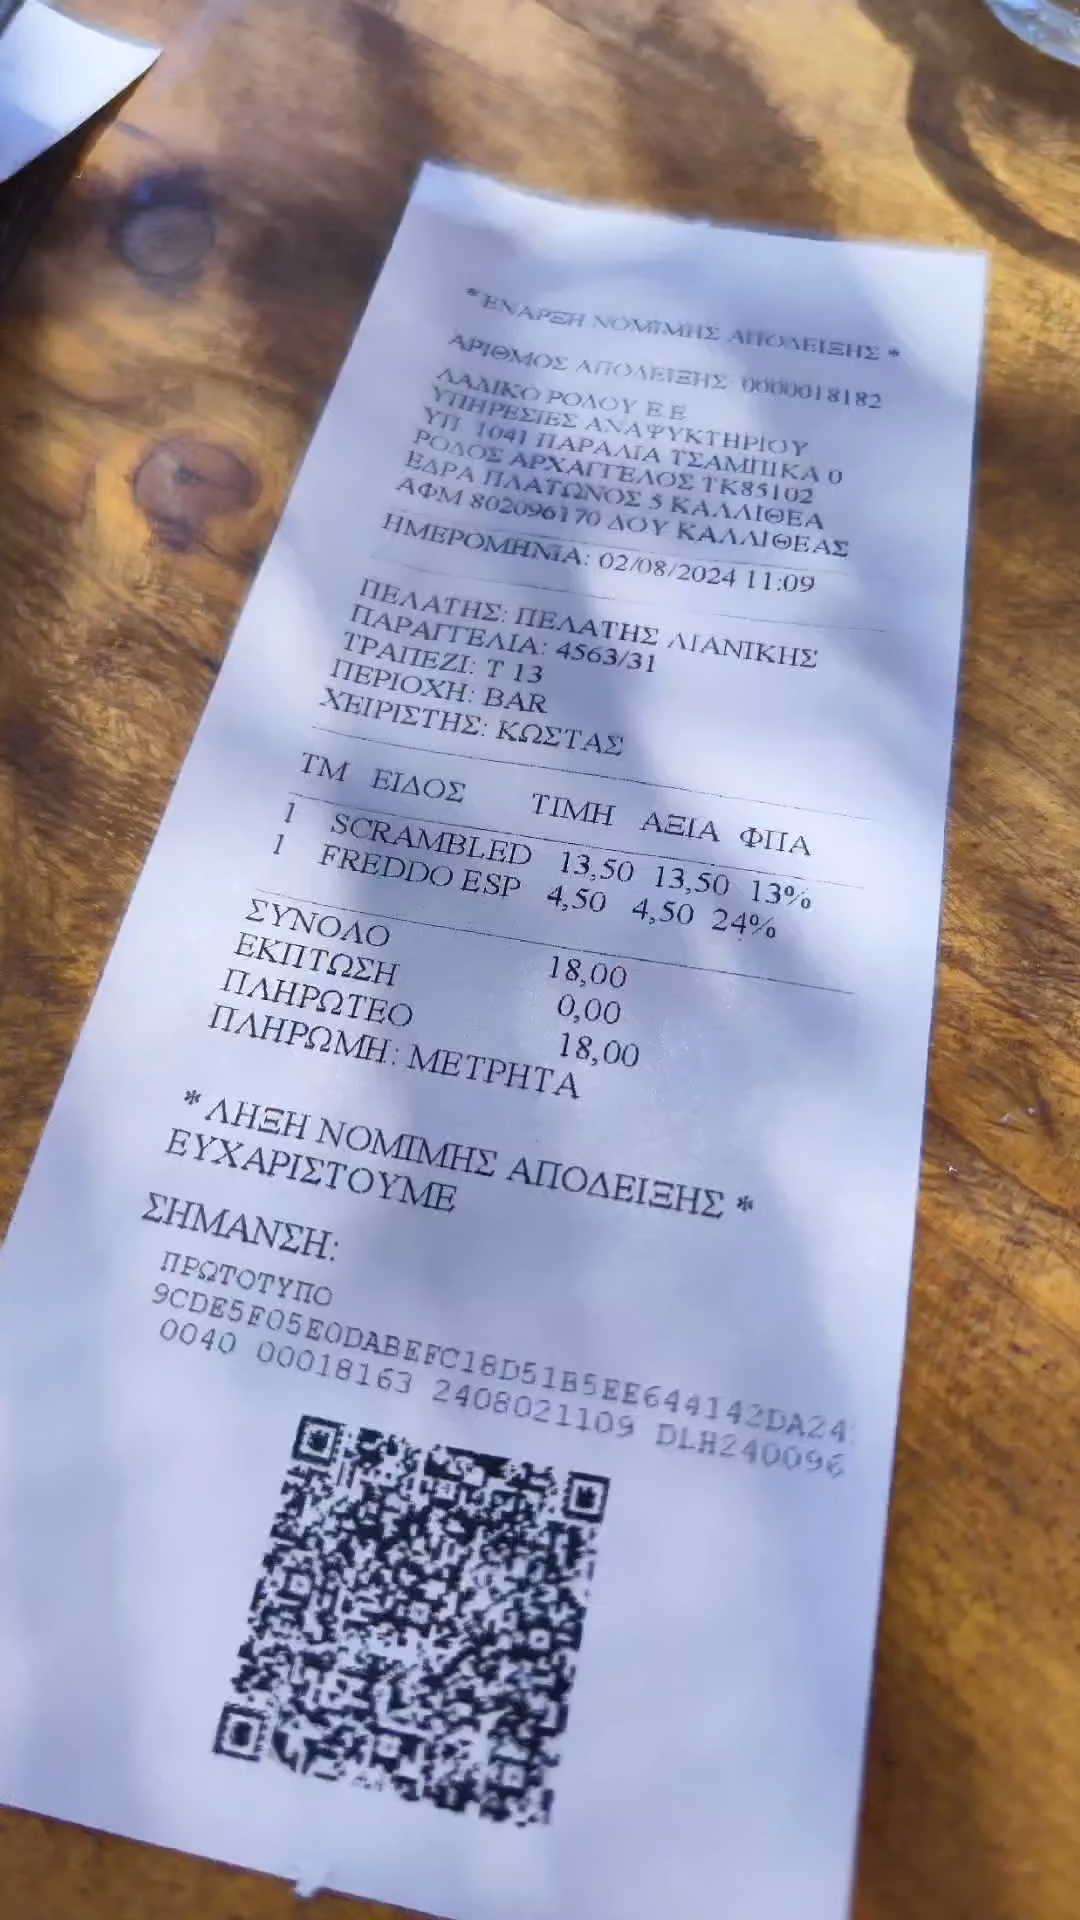 *ΕΝΑΡΞΗ ΝΟΜΙΜΗΣ ΑΠΟΔΕΙΞΗΣ *
ΑΡΙΘΜΟΣ ΑΠΟΔΕΙΞΗΣ 0000018182
ΛΑΔΙΚΟ ΡΟΔΟΥ Ε.Ε
ΥΠΗΡΕΣΙΕΣ ΑΝΑΨΥΚΤΗΡΙΟΥ
ΥΠ 1041 ΠΑΡΑΛΙΑ ΤΣΑΜΠΙΚΑ 0
ΡΟΔΟΣ ΑΡΧΑΓΓΕΛΟΣ ΤΚ85102
ΕΔΡΑ ΠΛΑΤΩΝΟΣ 5 ΚΑΛΛΙΘΕΑ
ΑΦΜ 802096170 ΔΟΥ ΚΑΛΛΙΘΕΑΣ
ΗΜΕΡΟΜΗΝΙΑ: 02/08/2024 11:09
ΠΕΛΑΤΗΣ: ΠΕΛΑΤΗΣ ΛΙΑΝΙΚΗΣ
ΠΑΡΑΓΓΕΛΙΑ: 4563/31
ΤΡΑΠΕΖΙ: Τ 13
ΠΕΡΙΟΧΗ: BAR
ΧΕΙΡΙΣΤΗΣ: ΚΩΣΤΑΣ
ΤΜ ΕΙΔΟΣ ΤΙΜΗ ΑΞΙΑ ΦΠΑ
1 SCRAMBLED 13,50 13,50 13%
1 FREDDO ESP 4,50 4,50 24%
ΣΥΝΟΛΟ 18,00
ΕΚΠΤΩΣΗ 0,00
ΠΛΗΡΩΤΕΟ 18,00
ΠΛΗΡΩΜΗ: ΜΕΤΡΗΤΑ
* ΛΗΞΗ ΝΟΜΙΜΗΣ ΑΠΟΔΕΙΞΗΣ *
ΕΥΧΑΡΙΣΤΟΥΜΕ
ΣΗΜΑΝΣΗ:
ΠΡΩΤΟΤΥΠΟ
9CDE5F05E0DABEFC18D51B5EE644142DA24
0040 00018163 2408021109 DLH240096